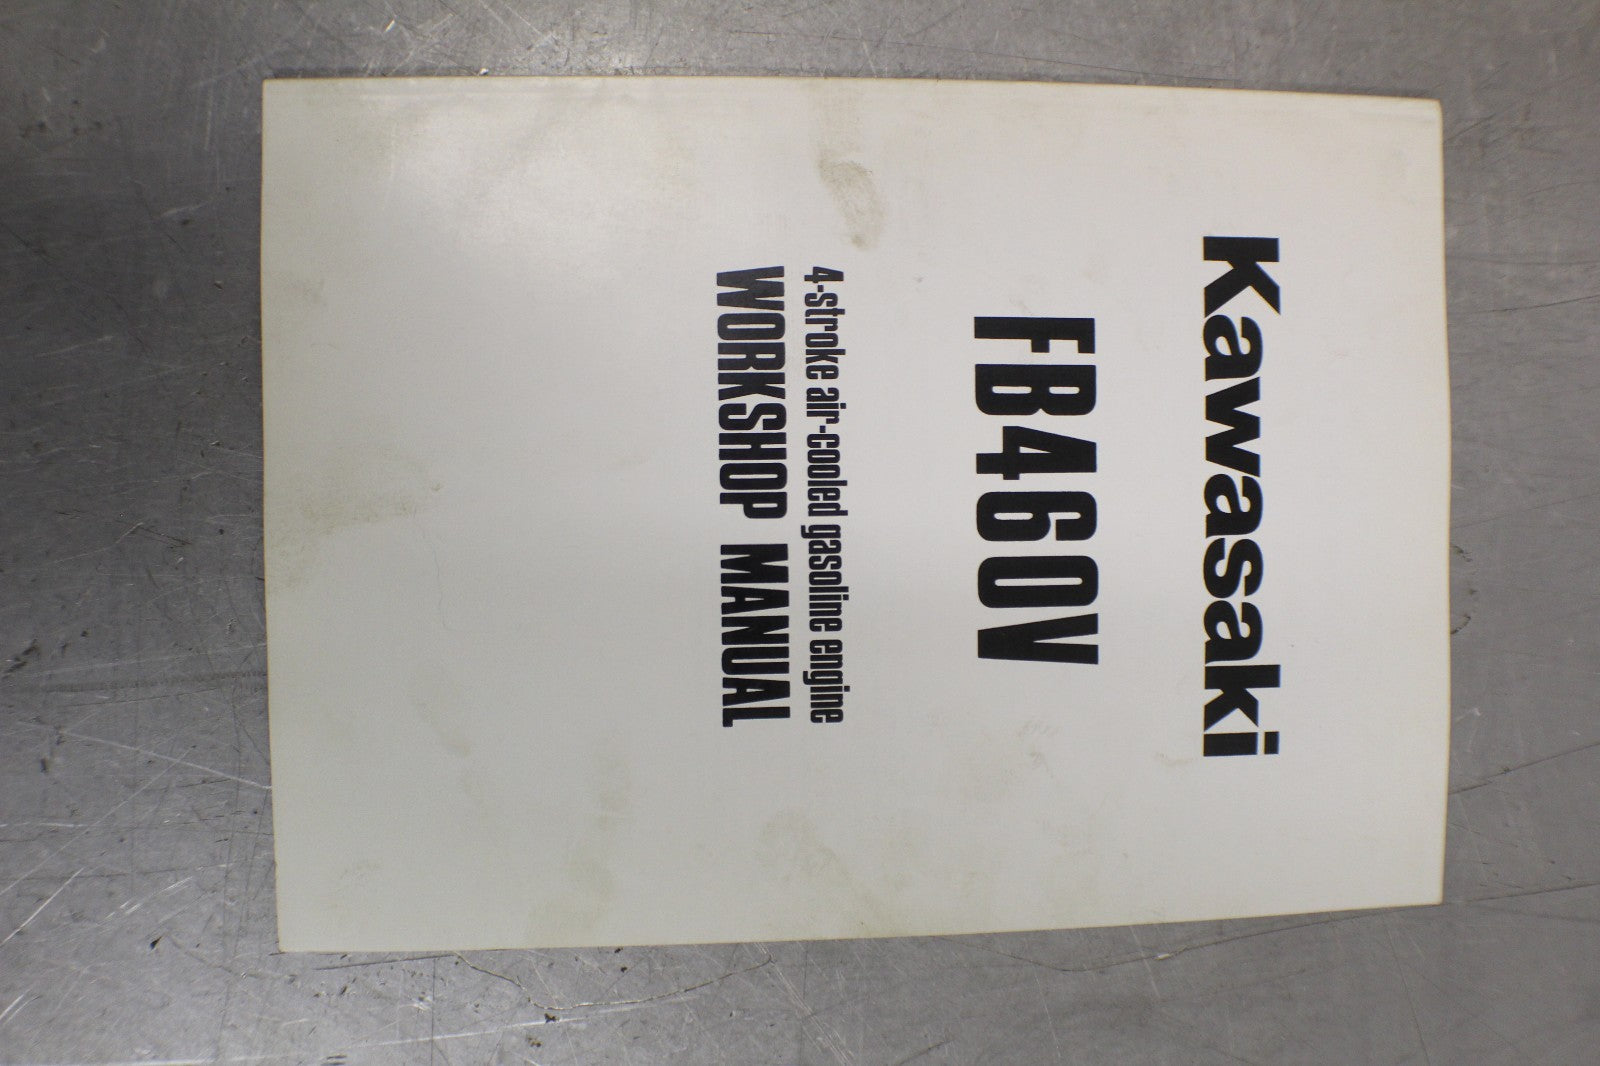 Kawasaki
FB460V
4-stroke air-cooled gasoline engine
WORKSHOP MANUAL